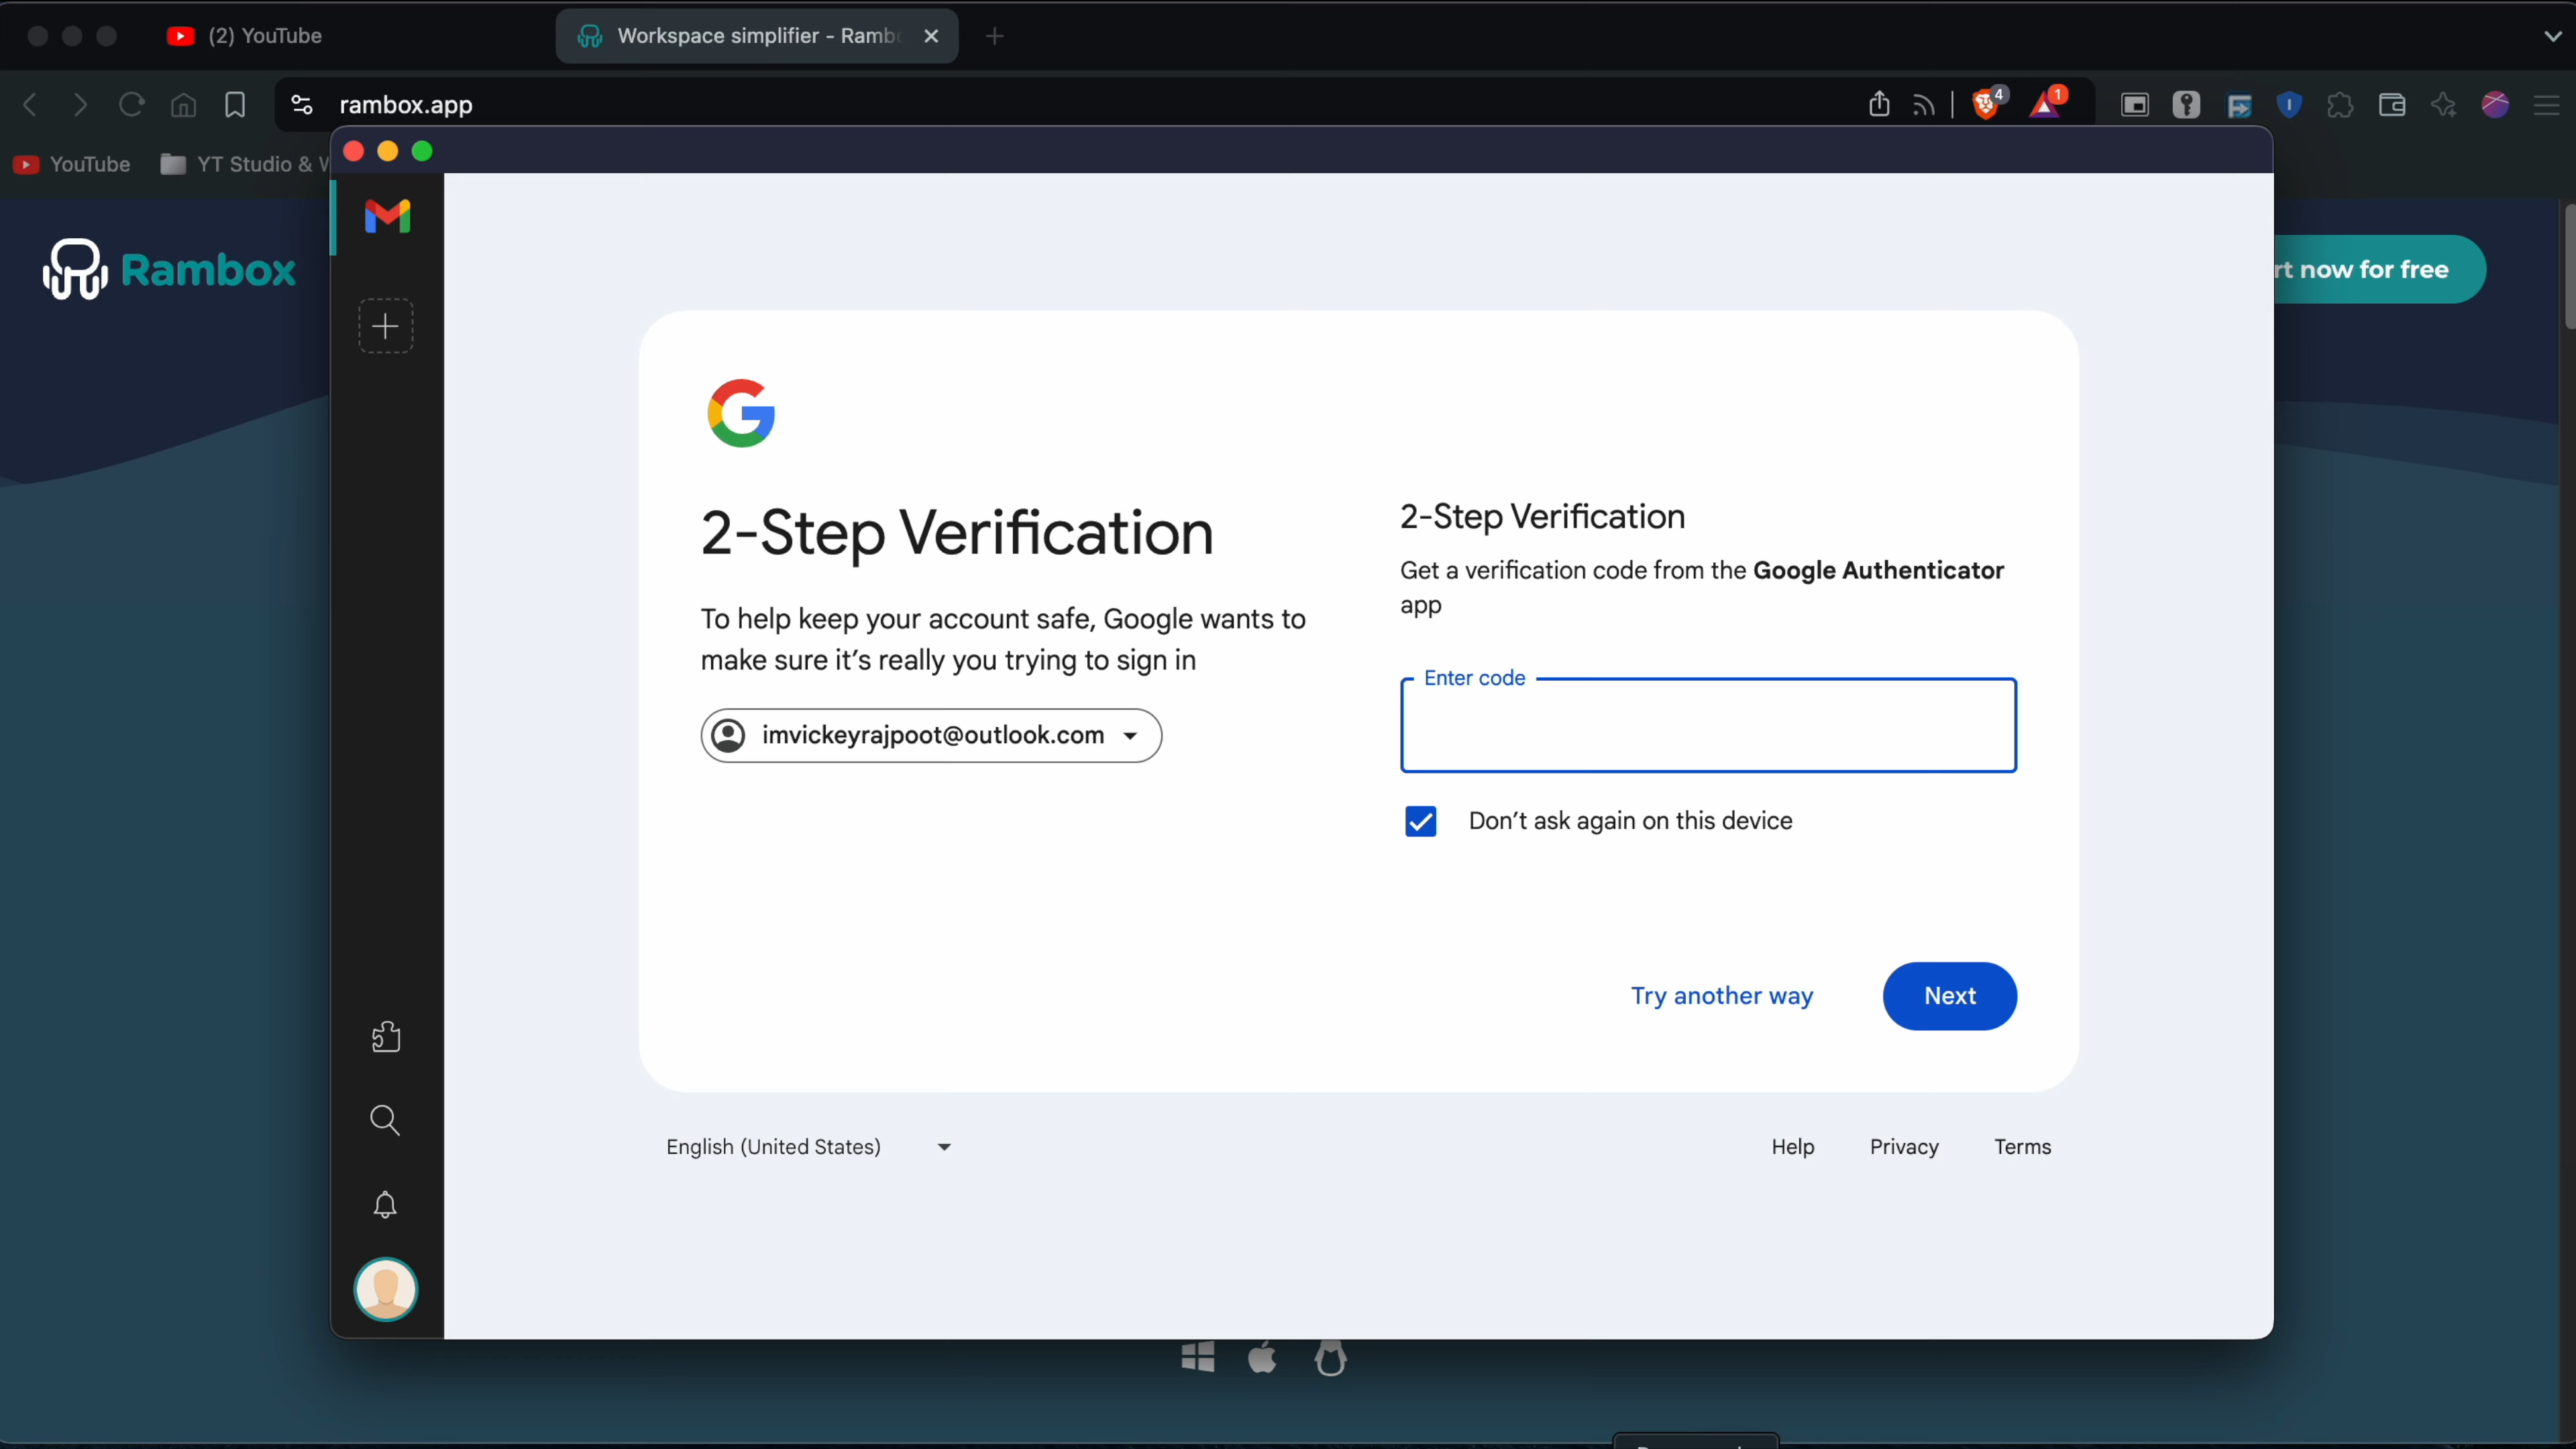 (2) YouTube
Workspace simplifier - Ramb
rambox.app
4
1
YouTube
YT Studio &
Rambox
rt now for free
2-Step Verification
To help keep your account safe, Google wants to
make sure it’s really you trying to sign in
imvickeyrajpoot@outlook.com
2-Step Verification
Get a verification code from the Google Authenticator
app
Enter code
Don’t ask again on this device
Try another way
Next
English (United States)
Help
Privacy
Terms